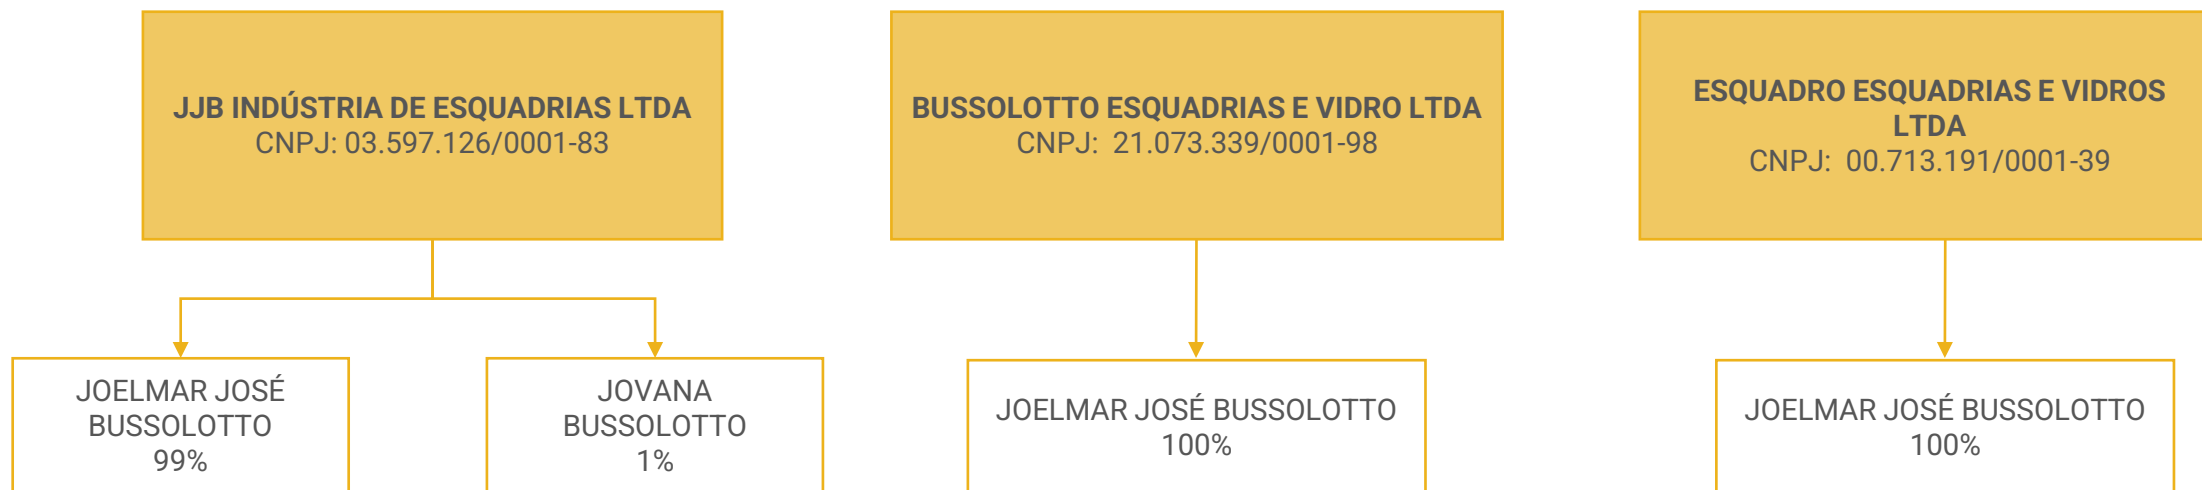 JJB INDÚSTRIA DE ESQUADRIAS LTDA
CNPJ: 03.597.126/0001-83
BUSSOLOTTO ESQUADRIAS E VIDRO LTDA
CNPJ:  21.073.339/0001-98
ESQUADRO ESQUADRIAS E VIDROS
LTDA
CNPJ:  00.713.191/0001-39
JOELMAR JOSÉ
BUSSOLOTTO
99%
JOVANA
BUSSOLOTTO
1%
JOELMAR JOSÉ BUSSOLOTTO
100%
JOELMAR JOSÉ BUSSOLOTTO
100%